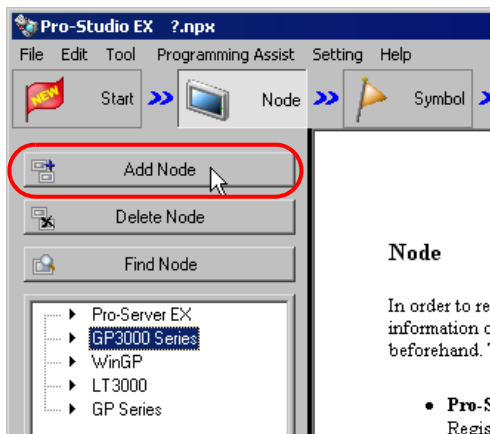 Pro-Studio EX ?.npx
File Edit Tool Programming Assist Setting Help
NEW Start Node Symbol
Add Node
Delete Node
Find Node
Pro-Server EX
GP3000 Series
WinGP
LT3000
GP Series
Node
In order to re
information o
beforehand. T
• Pro-S
Regis